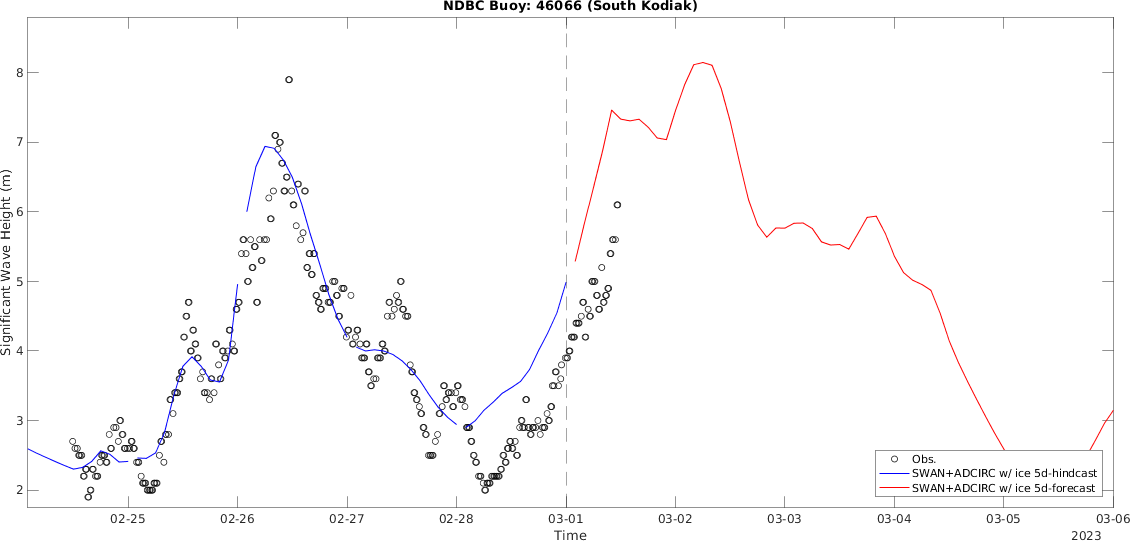 NDBC Buoy: 46066 (South Kodiak)
Significant Wave Height (m)
8
7
6
5
4
3
2
Obs.
SWAN+ADCIRC w/ ice 5d-hindcast
SWAN+ADCIRC w/ ice 5d-forecast
02-25 02-26 02-27 02-28 03-01 03-02 03-03 03-04 03-05 03-06
Time
2023